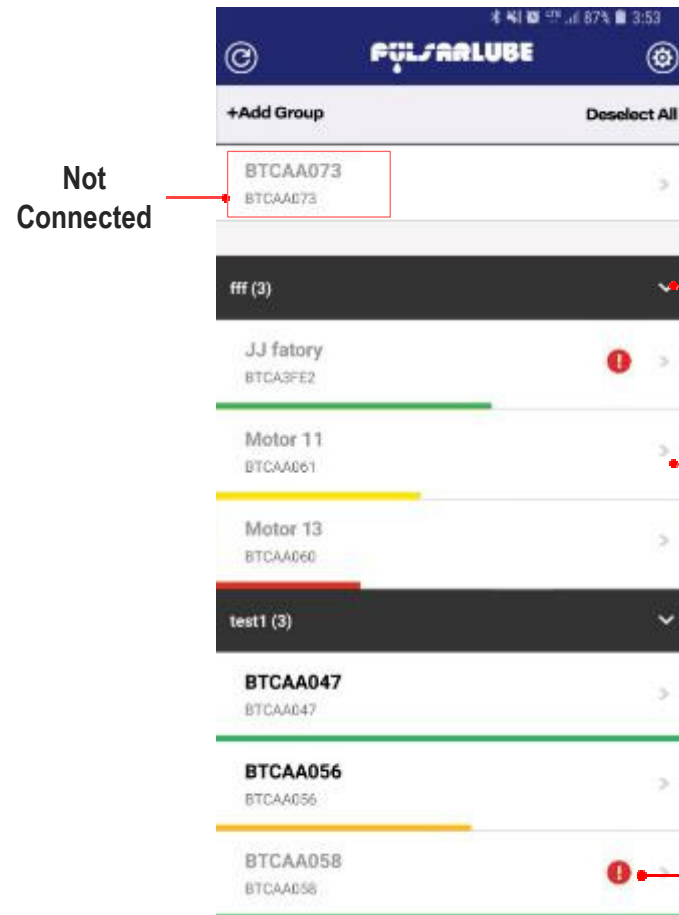 87% 3:53
PULSARLUBE
+Add Group
Deselect All
Not
Connected
BTCAA073
BTCAA073
fff (3)
JJ fatory
BTCA3FE2
Motor 11
BTCAA061
Motor 13
BTCAA060
test1 (3)
BTCAA047
BTCAA047
BTCAA056
BTCAA056
BTCAA058
BTCAA058